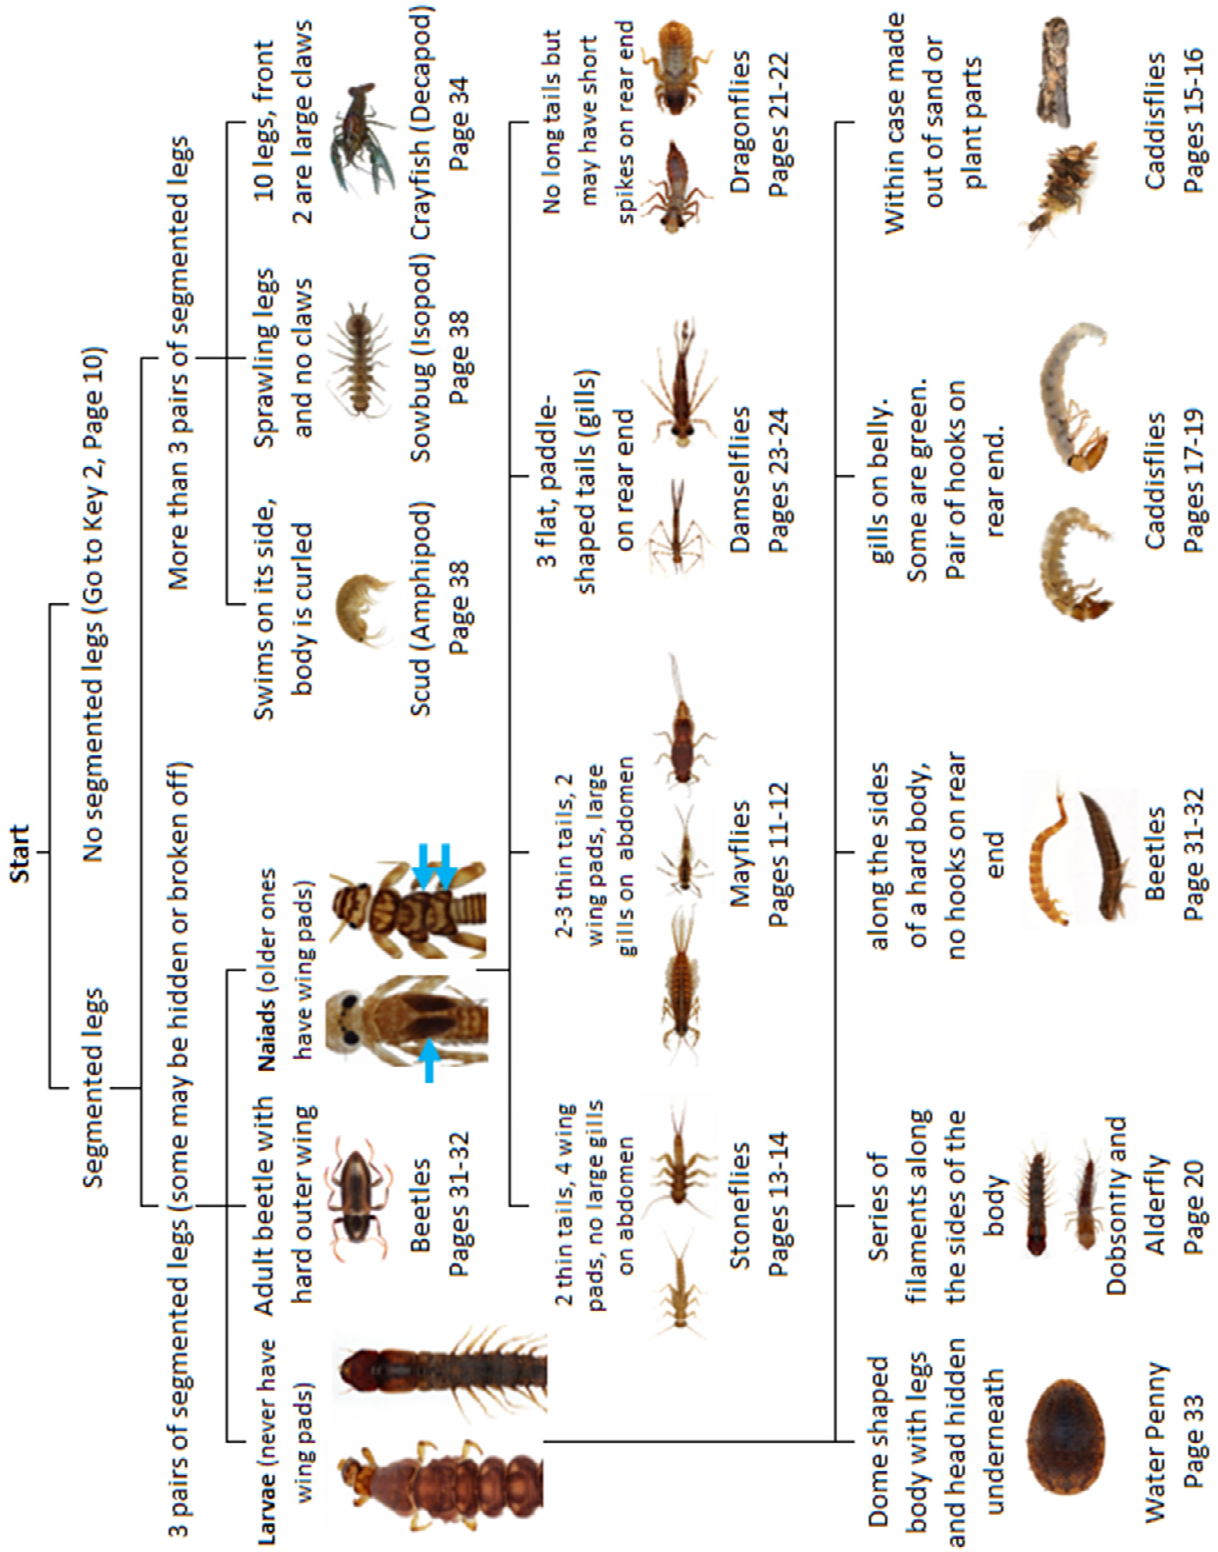 Start
Segmented legs
No segmented legs (Go to Key 2, Page 10)
3 pairs of segmented legs (some may be hidden or broken off)
More than 3 pairs of segmented legs
Larvae (never have
wing pads)
Adult beetle with
hard outer wing
Beetles
Pages 31-32
Naiads (older ones
have wing pads)
Swims on its side,
body is curled
Scud (Amphipod)
Page 38
Sprawling legs
and no claws
Sowbug (Isopod)
Page 38
10 legs, front
2 are large claws
Crayfish (Decapod)
Page 34
2 thin tails, 4 wing
pads, no large gills
on abdomen
Stoneflies
Pages 13-14
2-3 thin tails, 2
wing pads, large
gills on abdomen
Mayflies
Pages 11-12
3 flat, paddle-
shaped tails (gills)
on rear end
Damselflies
Pages 23-24
No long tails but
may have short
spikes on rear end
Dragonflies
Pages 21-22
Dome shaped
body with legs
and head hidden
underneath
Water Penny
Page 33
Series of
filaments along
the sides of the
body
Dobsonfly and
Alderfly
Page 20
along the sides
of a hard body,
no hooks on rear
end
Beetles
Page 31-32
gills on belly.
Some are green.
Pair of hooks on
rear end.
Caddisflies
Pages 17-19
Within case made
out of sand or
plant parts
Caddisflies
Pages 15-16